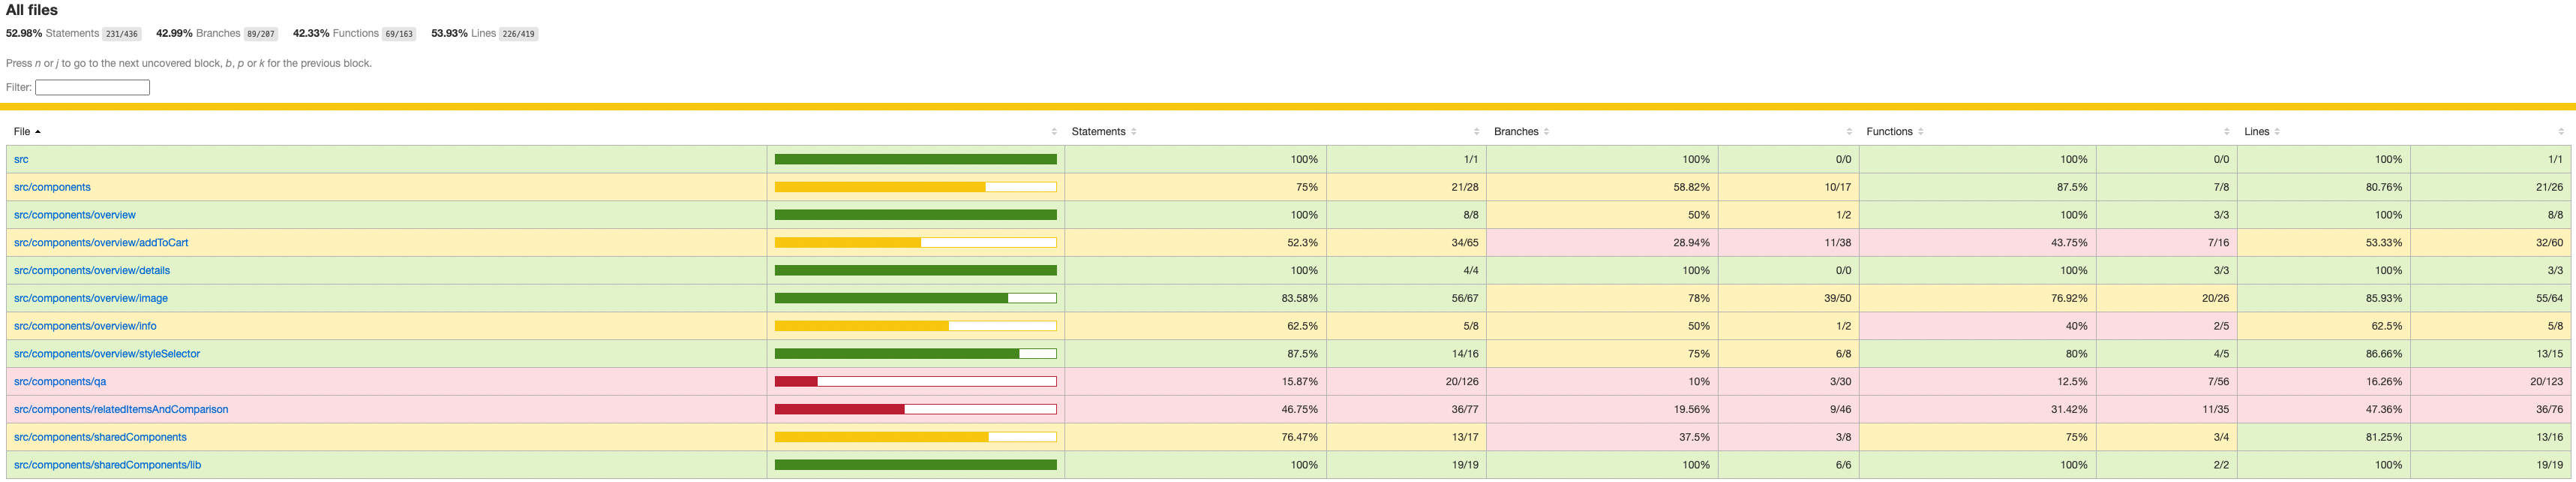 All files
52.98% Statements 231/436 42.99% Branches 89/207 42.33% Functions 69/163 53.93% Lines 226/419
Press n or j to go to the next uncovered block, b, p or k for the previous block.
Filter:
File Statements Branches Functions Lines
src 100% 1/1 100% 0/0 100% 0/0 100% 1/1
src/components 75% 21/28 58.82% 10/17 87.5% 7/8 80.76% 21/26
src/components/overview 100% 8/8 50% 1/2 100% 3/3 100% 8/8
src/components/overview/addToCart 52.3% 34/65 28.94% 11/38 43.75% 7/16 53.33% 32/60
src/components/overview/details 100% 4/4 100% 0/0 100% 3/3 100% 3/3
src/components/overview/image 83.58% 56/67 78% 39/50 76.92% 20/26 85.93% 55/64
src/components/overview/info 62.5% 5/8 50% 1/2 40% 2/5 62.5% 5/8
src/components/overview/styleSelector 87.5% 14/16 75% 6/8 80% 4/5 86.66% 13/15
src/components/qa 15.87% 20/126 10% 3/30 12.5% 7/56 16.26% 20/123
src/components/relatedItemsAndComparison 46.75% 36/77 19.56% 9/46 31.42% 11/35 47.36% 36/76
src/components/sharedComponents 76.47% 13/17 37.5% 3/8 75% 3/4 81.25% 13/16
src/components/sharedComponents/lib 100% 19/19 100% 6/6 100% 2/2 100% 19/19